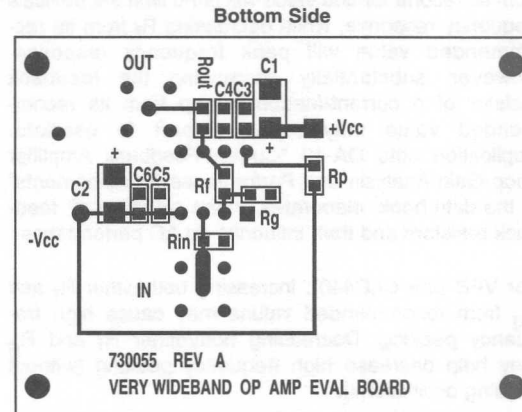 Bottom Side
OUT
Rout
C4C3
C1
+
+Vcc
+
C2
C6C5
Rf
Rp
Rg
-Vcc
Rin
IN
730055 REV A
VERY WIDEBAND OP AMP EVAL BOARD